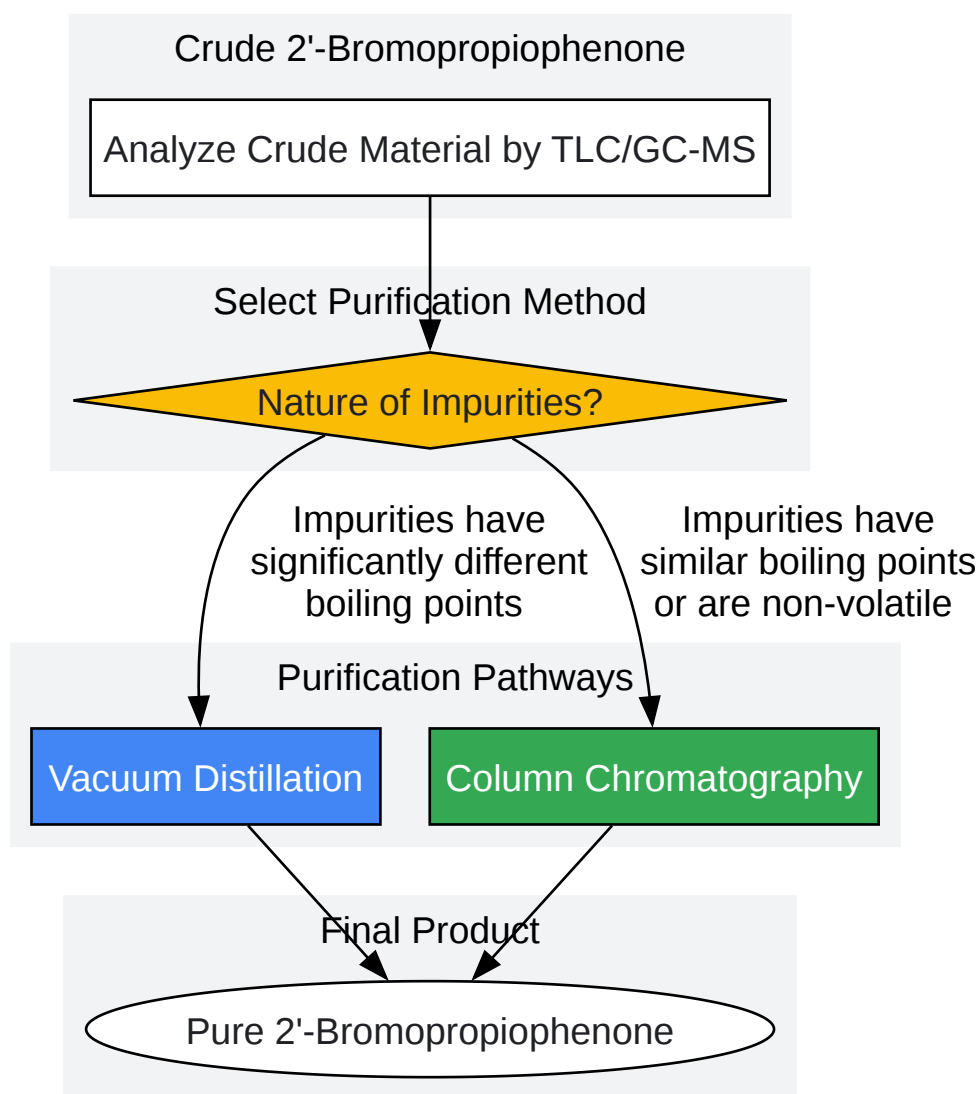 Crude 2'-Bromopropiophenone
Analyze Crude Material by TLC/GC-MS
Select Purification Method
Nature of Impurities?
Impurities have
significantly different
boiling points
Impurities have
similar boiling points
or are non-volatile
Purification Pathways
Vacuum Distillation
Column Chromatography
Final Product
Pure 2'-Bromopropiophenone